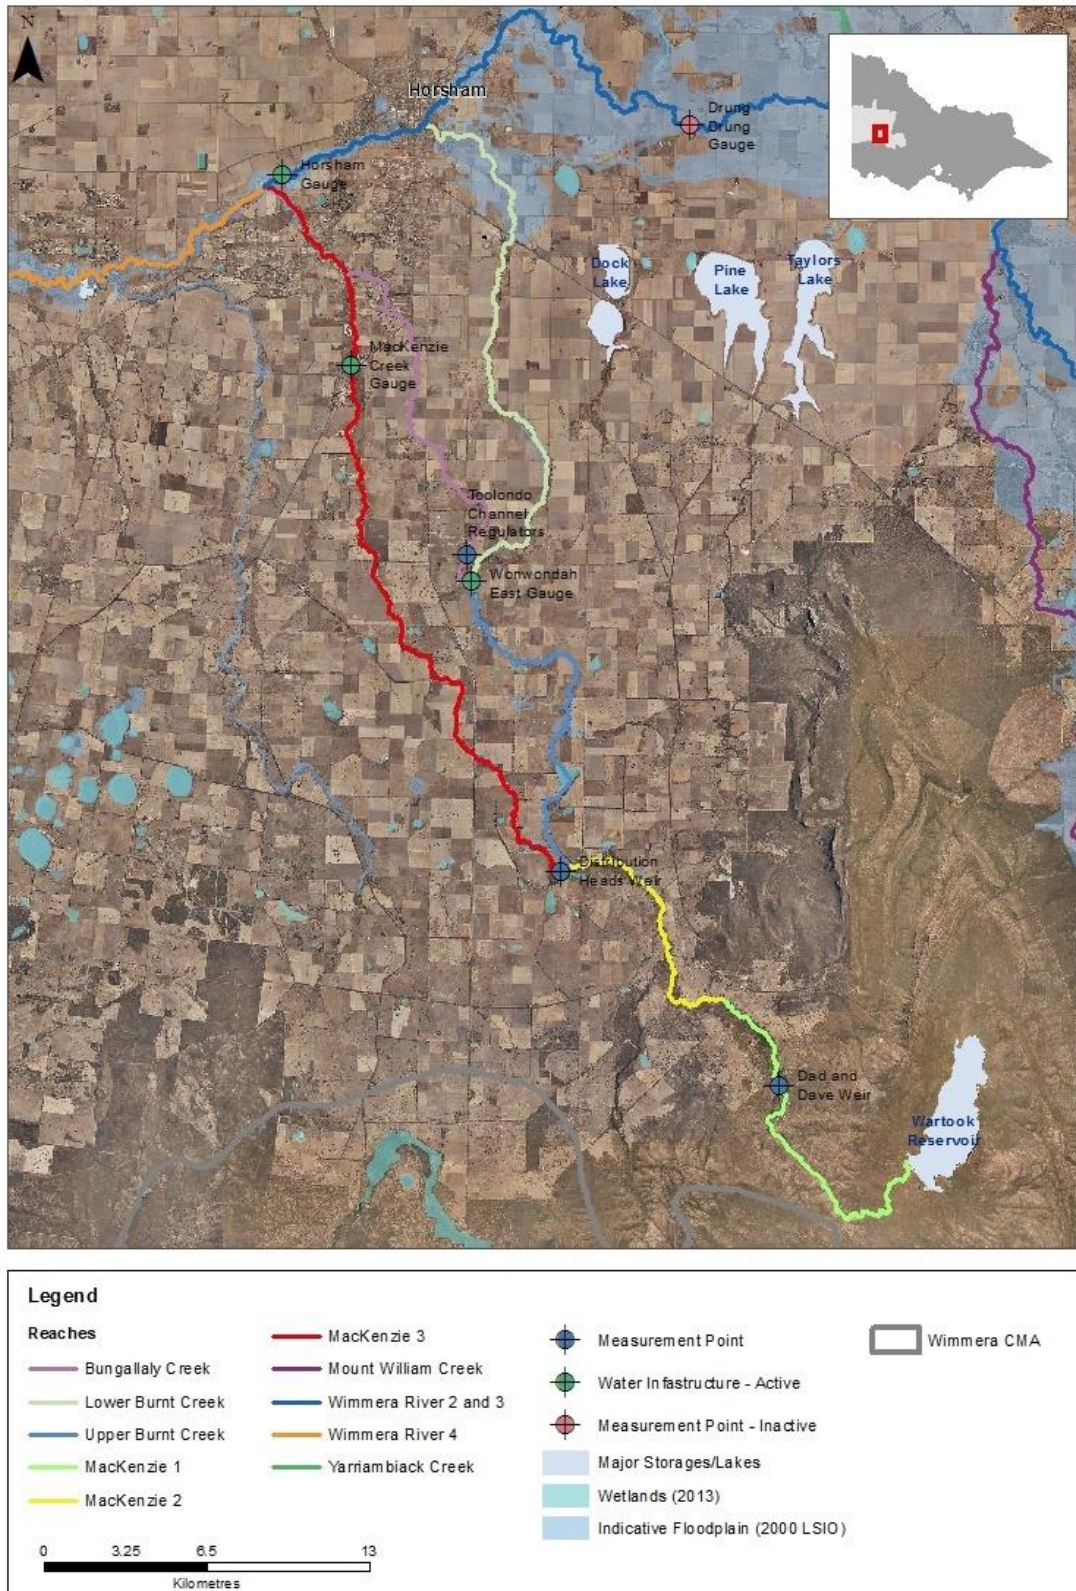 N
Horsham
Drung
Drung
Gauge
Horsham
Gauge
Dock
Lake
Pine
Lake
Taylors
Lake
MacKenzie
Creek
Gauge
Toolondo
Channel
Regulators
Wonwondah
East Gauge
Distribution
Heads Weir
Dad and
Dave Weir
Wartook
Reservoir
Legend
Reaches
Bungallaly Creek
Lower Burnt Creek
Upper Burnt Creek
MacKenzie 1
MacKenzie 2
MacKenzie 3
Mount William Creek
Wimmera River 2 and 3
Wimmera River 4
Yarriambiack Creek
Measurement Point
Water Infastructure - Active
Measurement Point - Inactive
Major Storages/Lakes
Wetlands (2013)
Indicative Floodplain (2000 LSIO)
Wimmera CMA
0 3.25 6.5 13
Kilometres